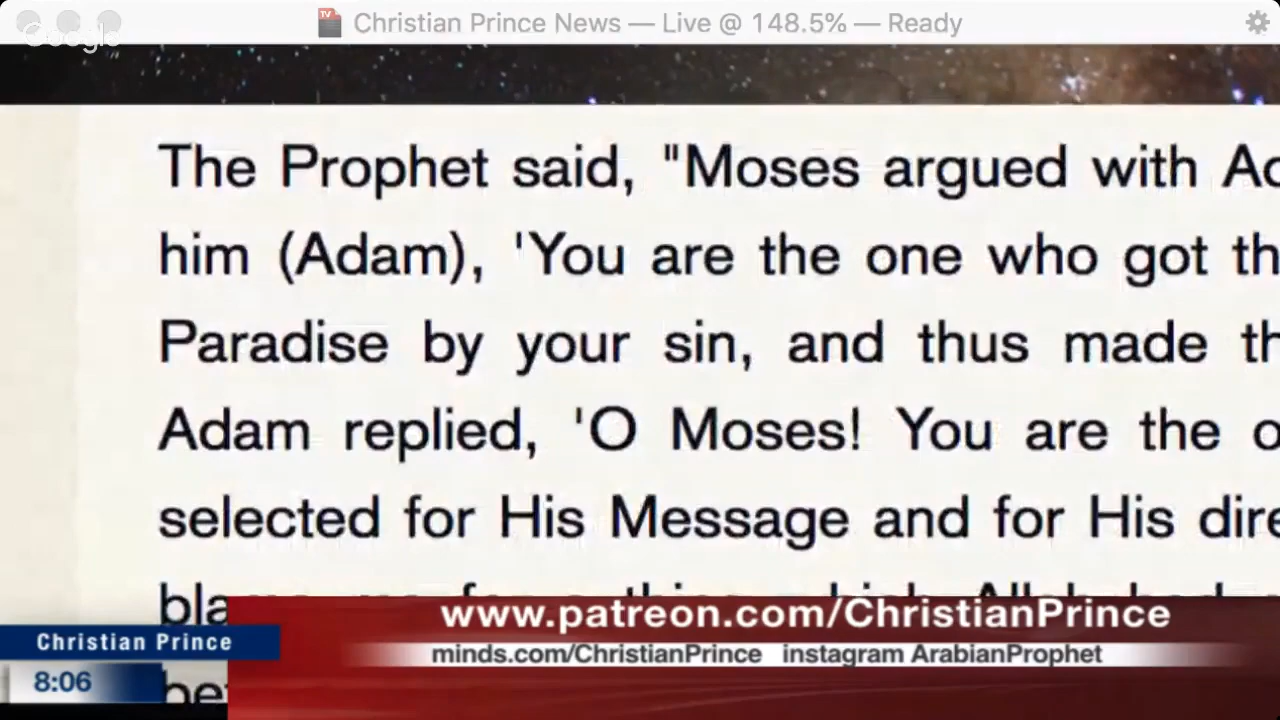 Christian Prince News — Live @ 148.5% — Ready
Google
The Prophet said, "Moses argued with
him (Adam), 'You are the one who got
Paradise by your sin, and thus made
Adam replied, 'O Moses! You are the
selected for His Message and for His
www.patreon.com/ChristianPrince
Christian Prince
minds.com/ChristianPrince instagram ArabianProphet
8:06